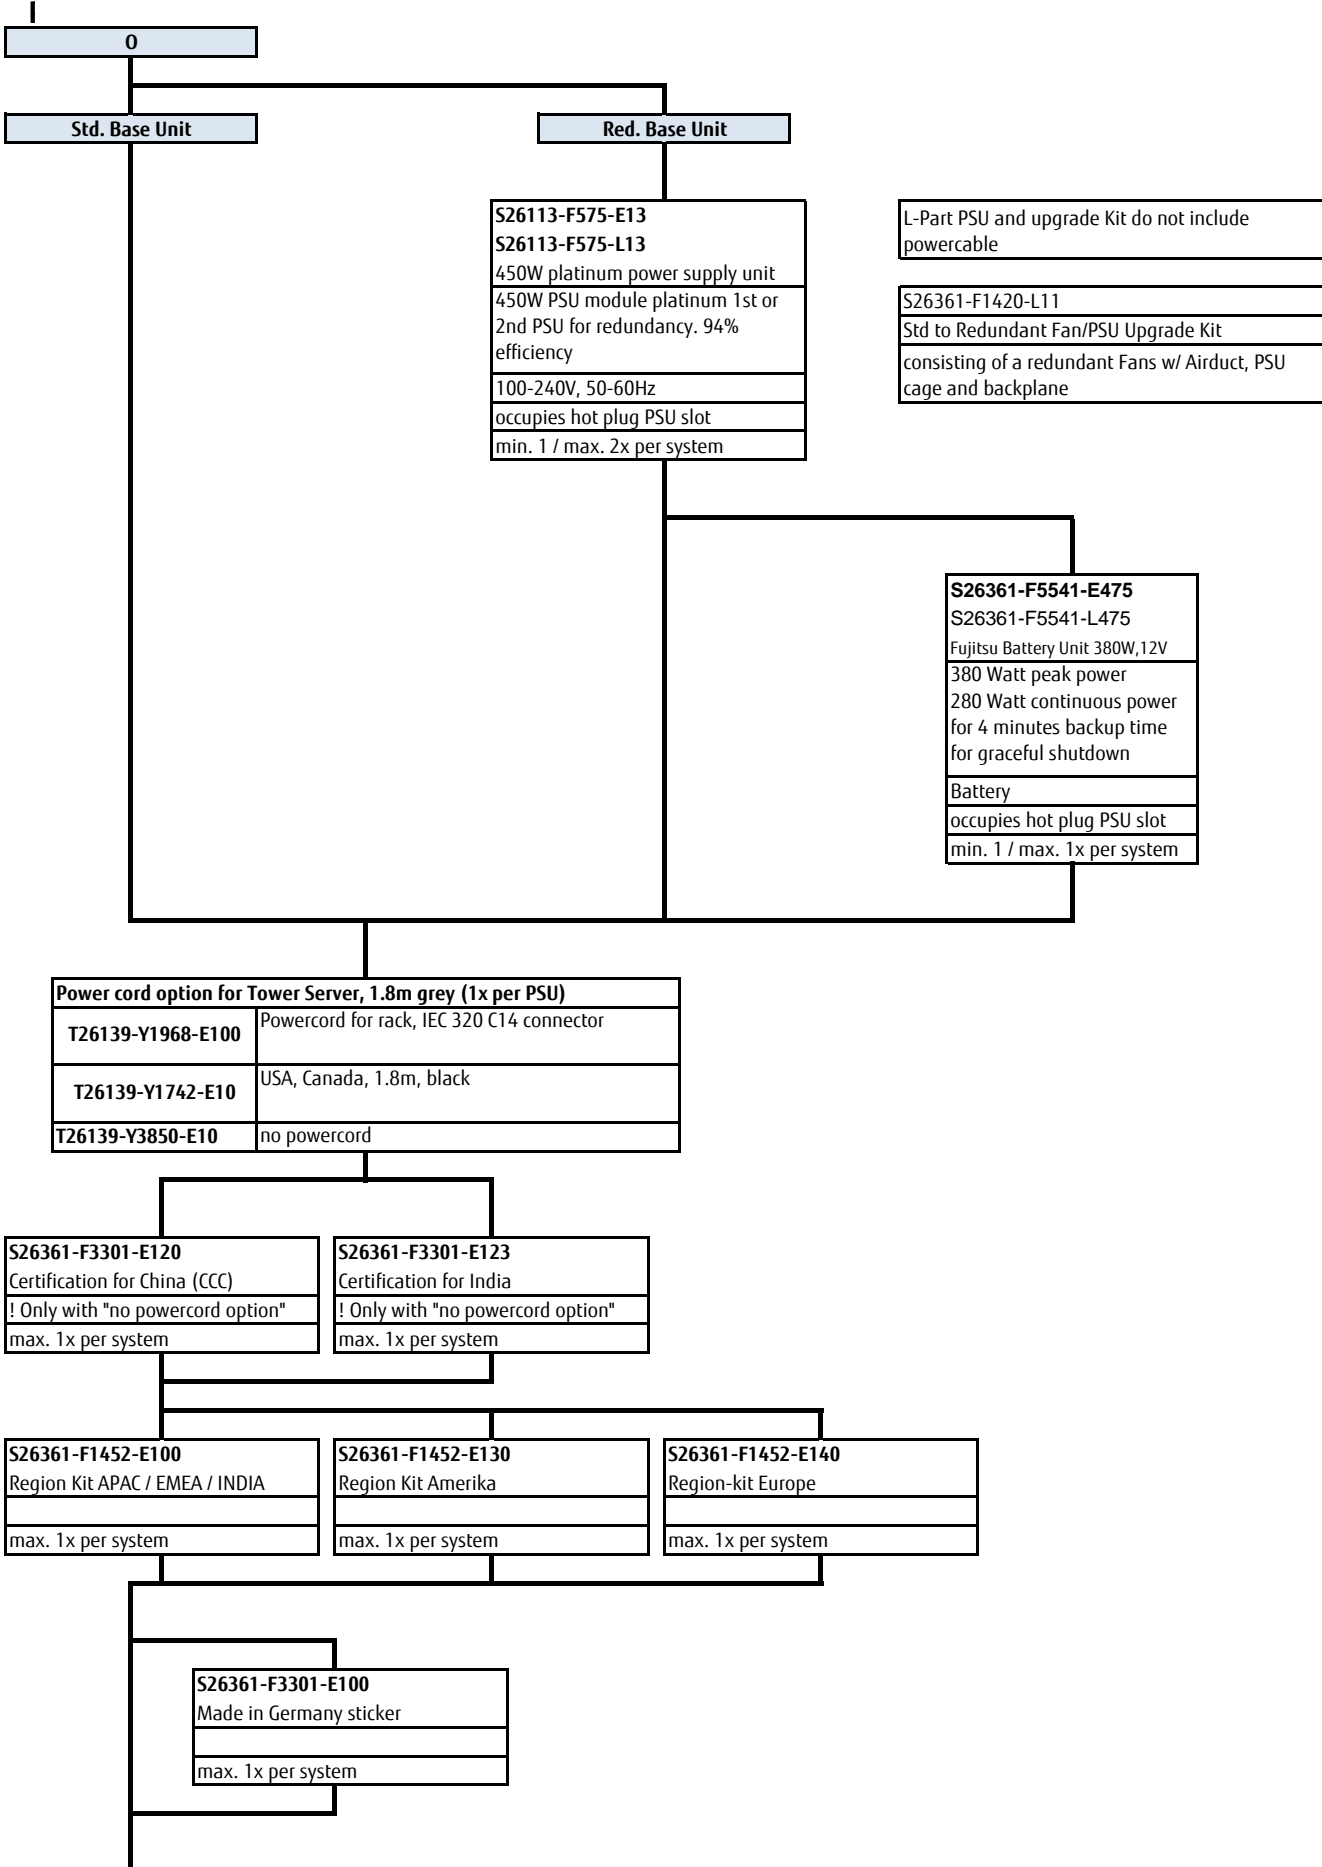 O
Std. Base Unit
Red. Base Unit
S26113-F575-E13
S26113-F575-L13
450W platinum power supply unit
450W PSU module platinum 1st or
2nd PSU for redundancy. 94%
efficiency
100-240V, 50-60Hz
occupies hot plug PSU slot
min. 1 / max. 2x per system
L-Part PSU and upgrade Kit do not include
powercable
S26361-F1420-L11
Std to Redundant Fan/PSU Upgrade Kit
consisting of a redundant Fans w/ Airduct, PSU
cage and backplane
S26361-F5541-E475
S26361-F5541-L475
Fujitsu Battery Unit 380W,12V
380 Watt peak power
280 Watt continuous power
for 4 minutes backup time
for graceful shutdown
Battery
occupies hot plug PSU slot
min. 1 / max. 1x per system
Power cord option for Tower Server, 1.8m grey (1x per PSU)
T26139-Y1968-E100 Powercord for rack, IEC 320 C14 connector
T26139-Y1742-E10 USA, Canada, 1.8m, black
T26139-Y3850-E10 no powercord
S26361-F3301-E120
Certification for China (CCC)
! Only with "no powercord option"
max. 1x per system
S26361-F3301-E123
Certification for India
! Only with "no powercord option"
max. 1x per system
S26361-F1452-E100
Region Kit APAC / EMEA / INDIA
max. 1x per system
S26361-F1452-E130
Region Kit Amerika
max. 1x per system
S26361-F1452-E140
Region-kit Europe
max. 1x per system
S26361-F3301-E100
Made in Germany sticker
max. 1x per system